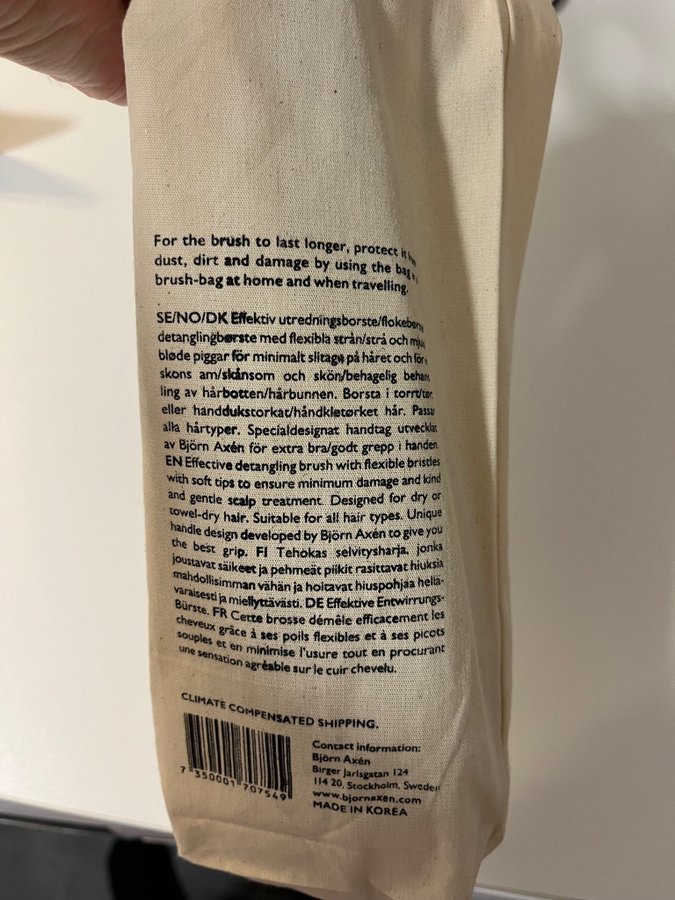 For the brush to last longer, protect it
dust, dirt and damage by using the bag
brush-bag at home and when travelling.
SE/NO/DK Effektiv utredningsborste/flokebørs
detanglingbørste med flexibla strån/strå och
bløde piggar för minimalt slitage på håret och för
skons am/skånsom och skön/behagelig behan
ling av hårbotten/hårbunnen. Borsta i torrt/tør
eller handdukstorkat/håndkletørket hår. Passar
alla hårtyper. Specialdesignat handtag utvecklat
av Björn Axén för extra bra/godt grepp i handen.
EN Effective detangling brush with flexible bristles
with soft tips to ensure minimum damage and kind
and gentle scalp treatment. Designed for dry or
towel-dry hair. Suitable for all hair types. Unique
handle design developed by Björn Axén to give you
the best grip. FI Tehokas selvitysharja, jonka
joustavat säikeet ja pehmeät piikit rasittavat hiuksia
mahdollisimman vähän ja hoitavat hiuspohjaa hellä-
varaisesti ja miellyttävästi. DE Effektive Entwirrungs-
Bürste. FR Cette brosse démêle efficacement les
cheveux grâce à ses poils flexibles et à ses picots
souples et en minimise l'usure tout en procurant
une sensation agréable sur le cuir chevelu.
CLIMATE COMPENSATED SHIPPING.
7 350001 707549
Contact information:
Björn Axén
Birger Jarlsgatan 124
114 20, Stockholm, Sweden
www.bjornaxen.com
MADE IN KOREA